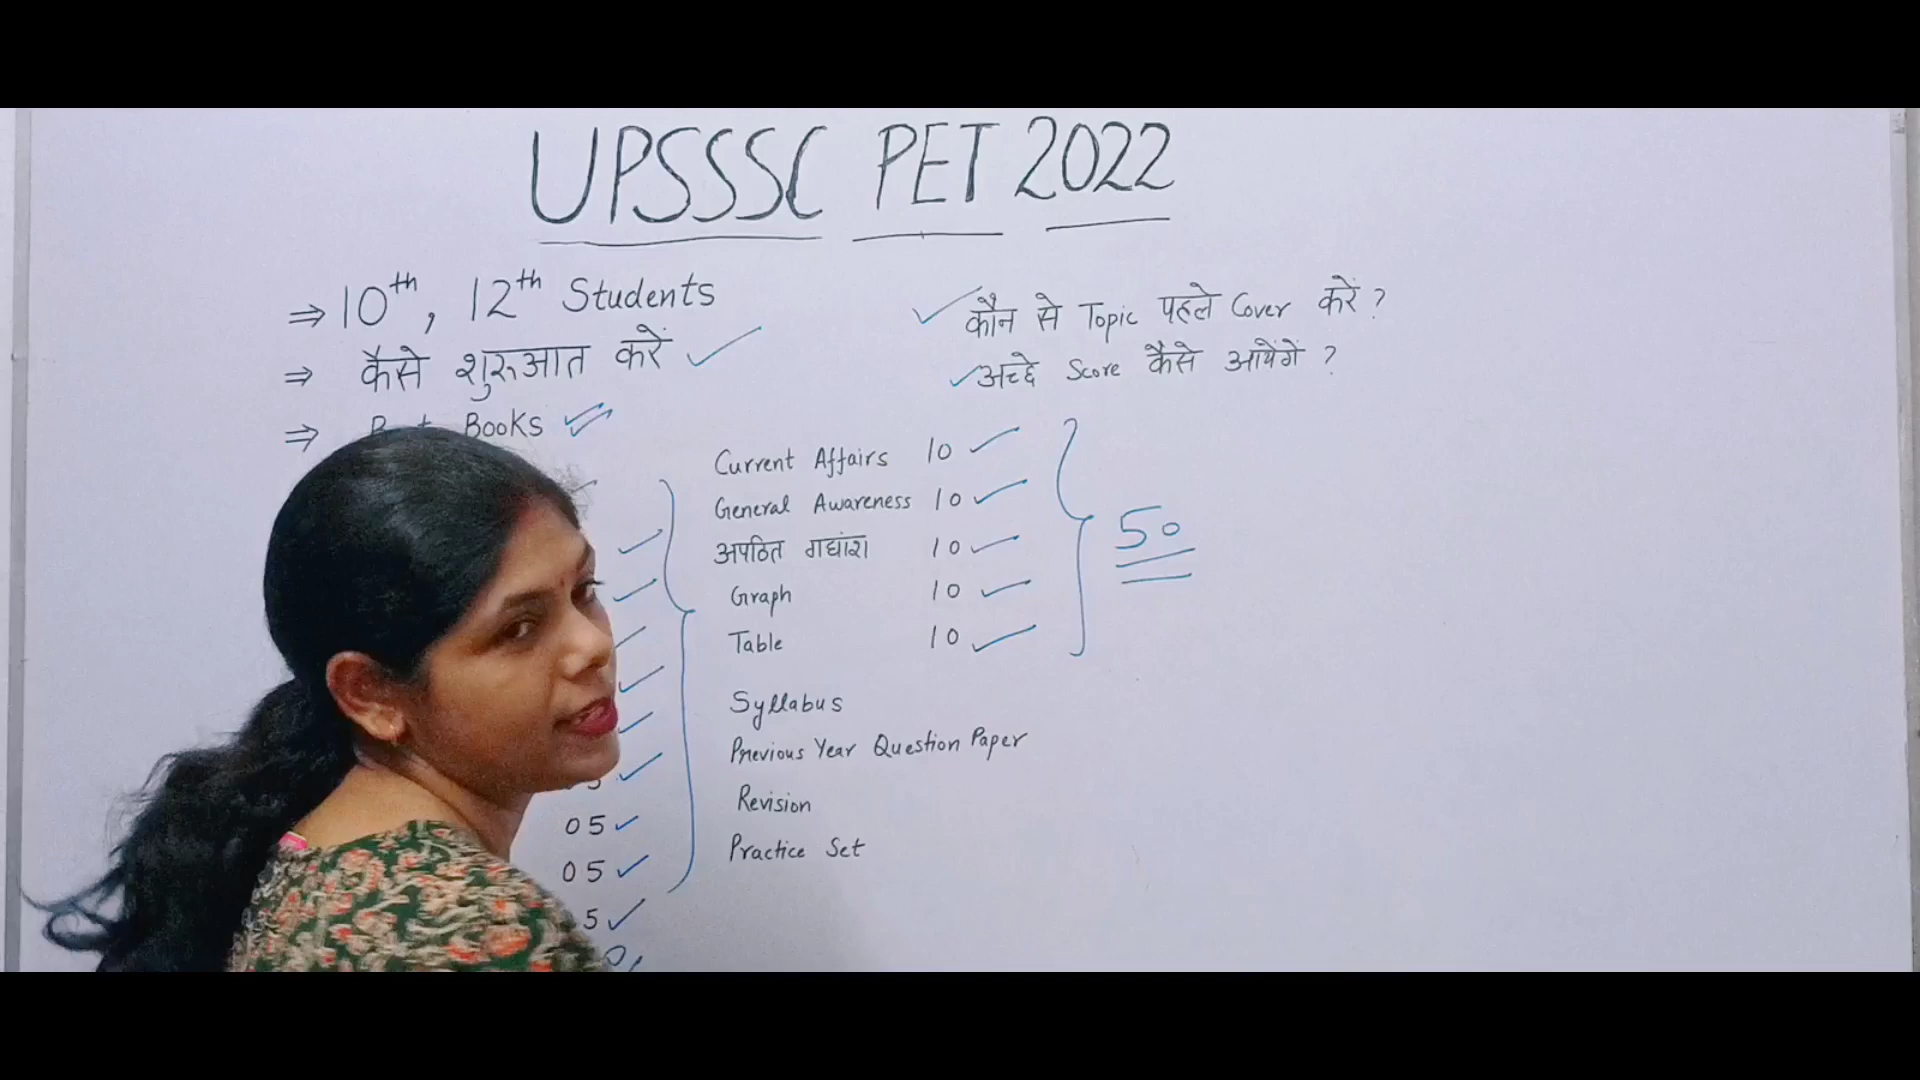 UPSSSC PET 2022
⇒ 10th, 12th Students
⇒ कैसे शुरुआत करें ✓
⇒ Books ✓
✓ कौन से Topic पहले Cover करें ?
✓ अच्छे Score कैसे आयेंगें ?
Current Affairs 10 ✓
General Awareness 10 ✓
अपठित गद्यांश 10 ✓
Graph 10 ✓
Table 10 ✓
50
Syllabus
Previous Year Question Paper
Revision
Practice Set
05 ✓
05 ✓
5 ✓